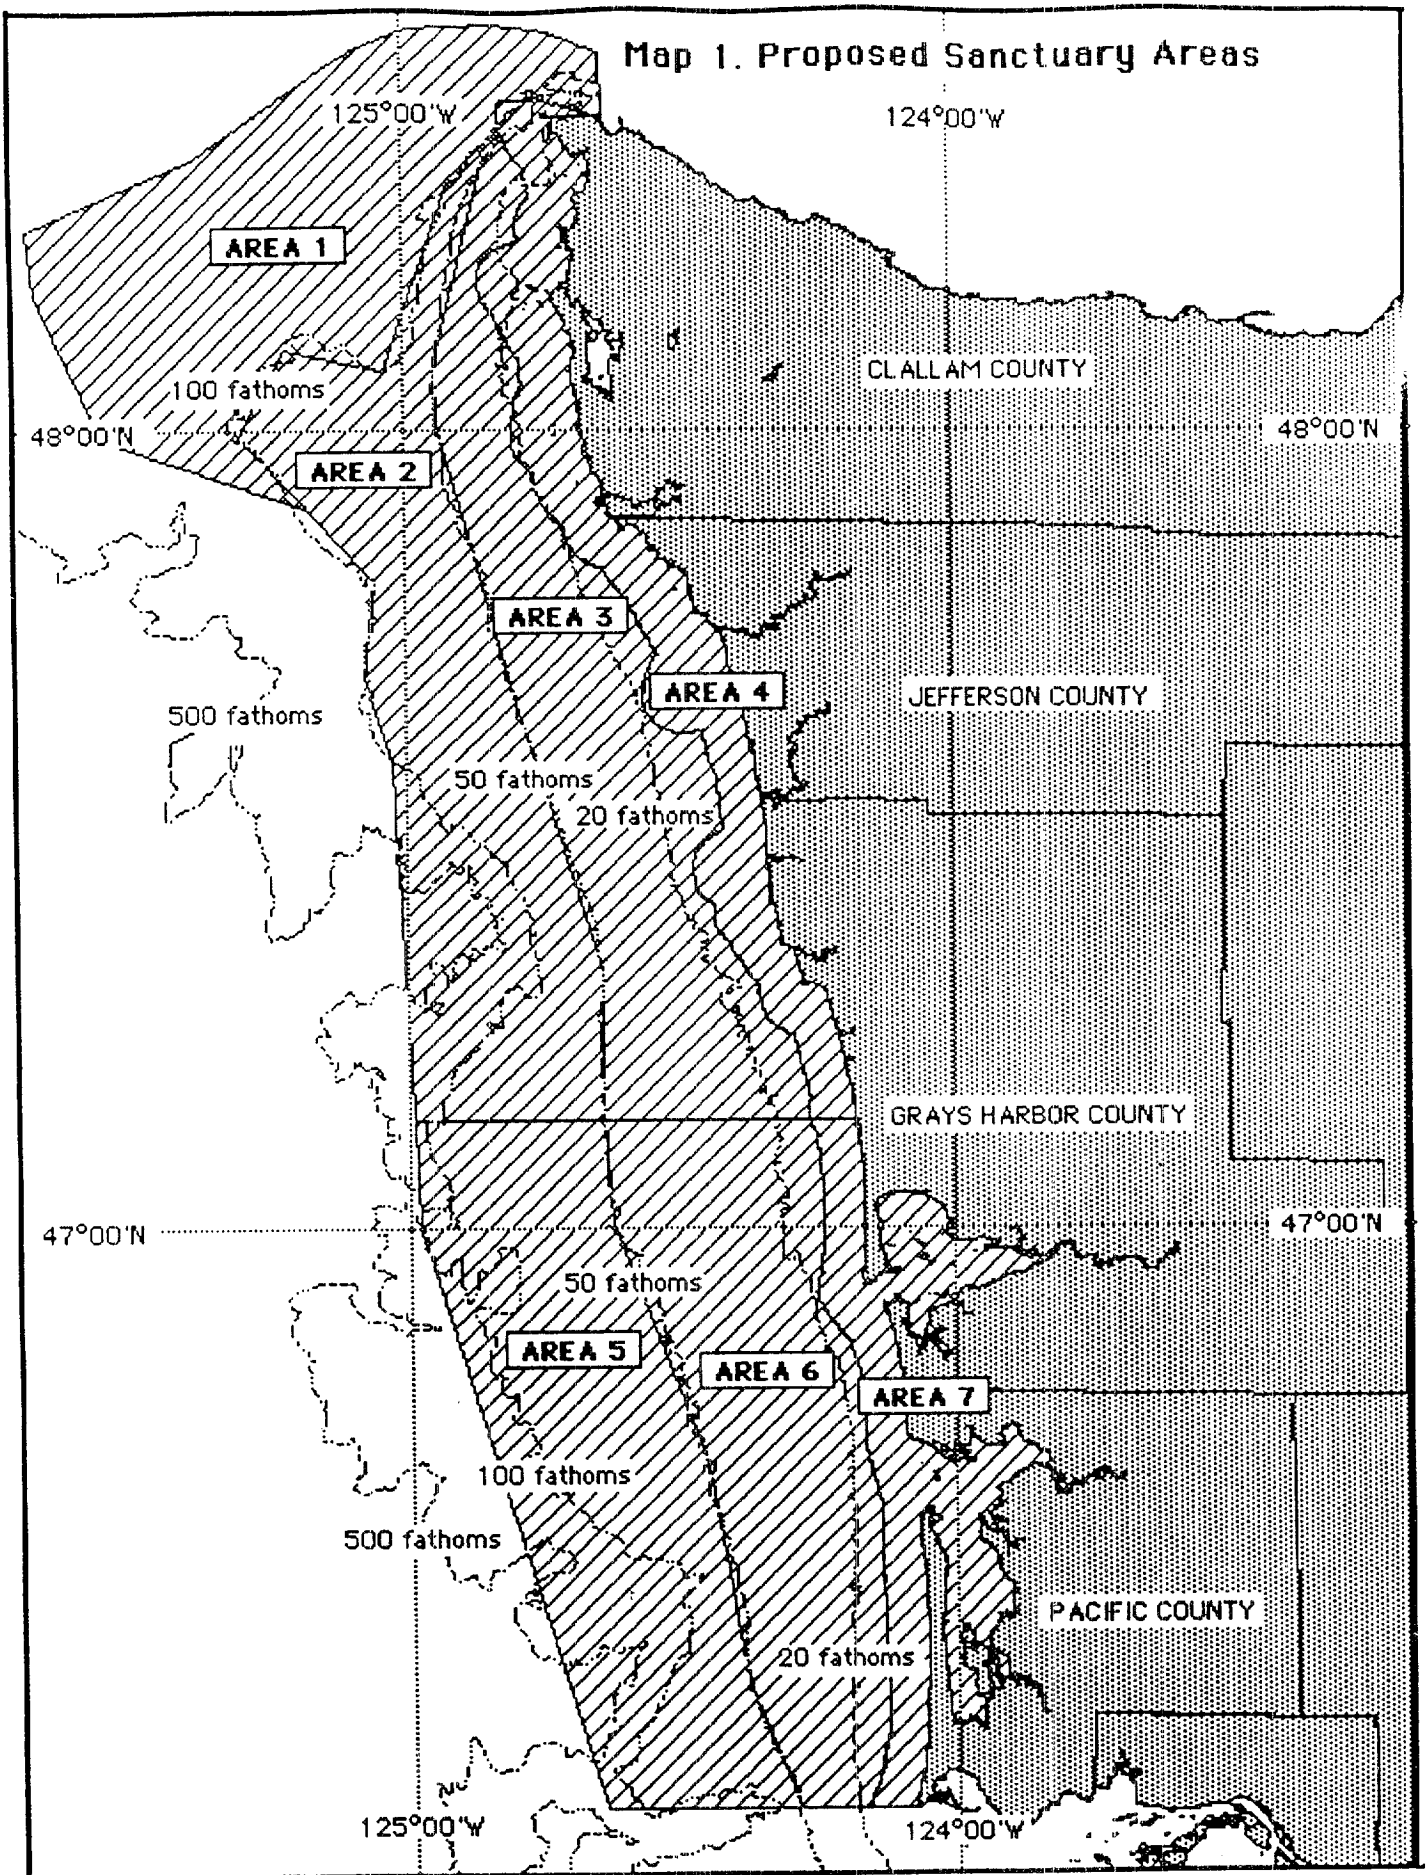 Map 1. Proposed Sanctuary Areas
125°00'W
124°00'W
AREA 1
CLALLAM COUNTY
100 fathoms
48°00'N
48°00'N
AREA 2
AREA 3
AREA 4
JEFFERSON COUNTY
500 fathoms
50 fathoms
20 fathoms
GRAYS HARBOR COUNTY
47°00'N
47°00'N
50 fathoms
AREA 5
AREA 6
AREA 7
100 fathoms
500 fathoms
PACIFIC COUNTY
20 fathoms
125°00'W
124°00'W